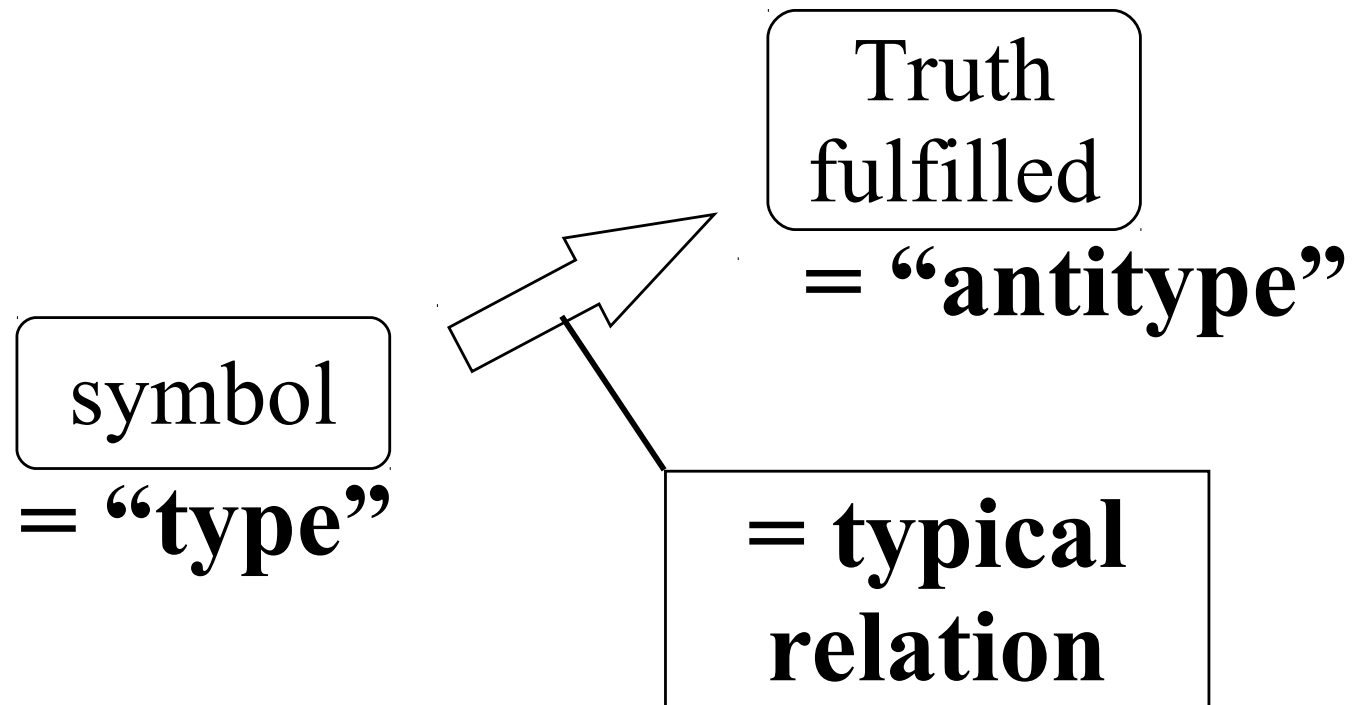 Truth
fulfilled
= “antitype”
symbol
= “type”
= typical
relation